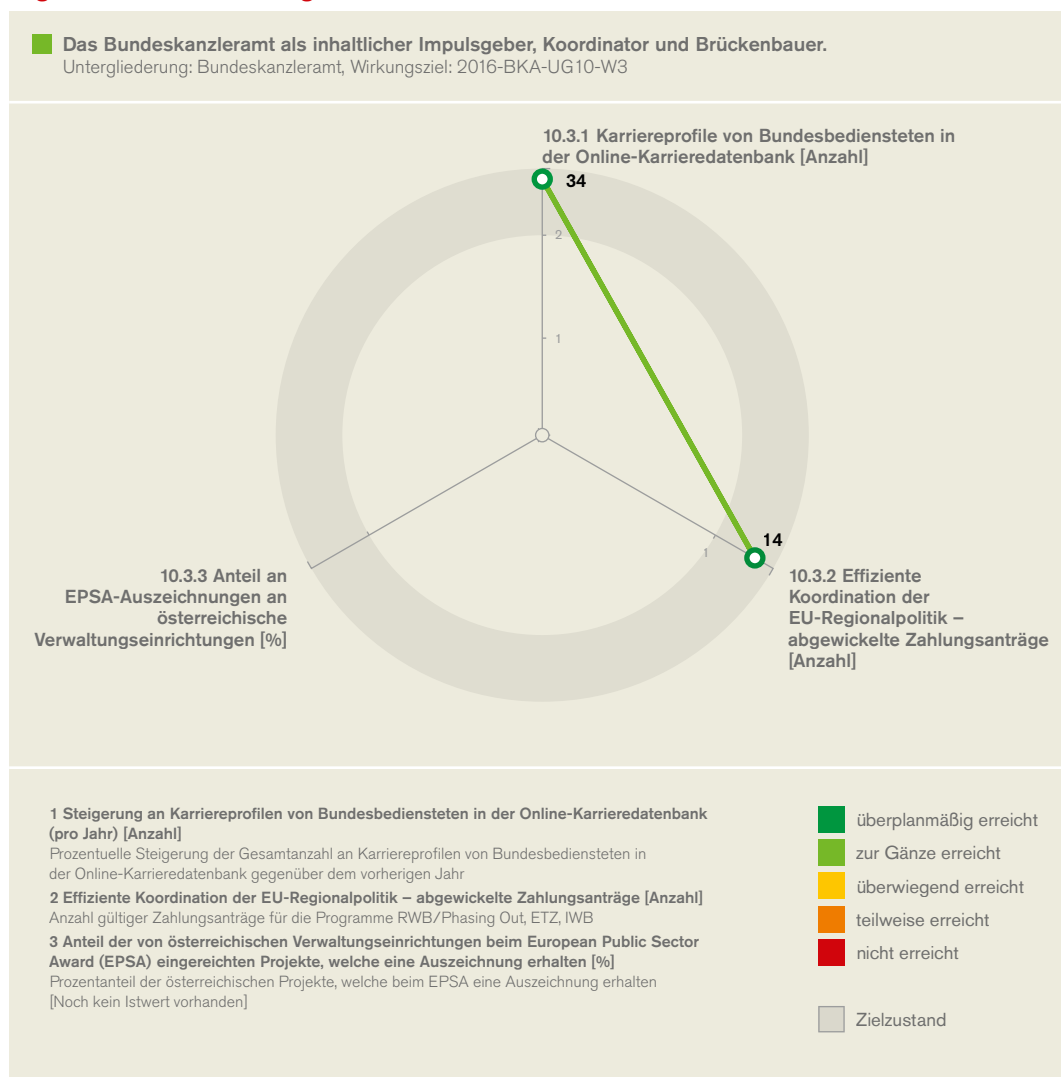 Das Bundeskanzleramt als inhaltlicher Impulsgeber, Koordinator und Brückenbauer.
Untergliederung: Bundeskanzleramt, Wirkungsziel: 2016-BKA-UG10-W3
10.3.1 Karriereprofile von Bundesbediensteten in
der Online-Karrieredatenbank [Anzahl]
34
2
1
14
1
10.3.3 Anteil an
EPSA-Auszeichnungen an
österreichische
Verwaltungseinrichtungen [%]
10.3.2 Effiziente
Koordination der
EU-Regionalpolitik –
abgewickelte Zahlungsanträge
[Anzahl]
1 Steigerung an Karriereprofilen von Bundesbediensteten in der Online-Karrieredatenbank
(pro Jahr) [Anzahl]
Prozentuelle Steigerung der Gesamtanzahl an Karriereprofilen von Bundesbediensteten in
der Online-Karrieredatenbank gegenüber dem vorherigen Jahr
2 Effiziente Koordination der EU-Regionalpolitik – abgewickelte Zahlungsanträge [Anzahl]
Anzahl gültiger Zahlungsanträge für die Programme RWB/Phasing Out, ETZ, IWB
3 Anteil der von österreichischen Verwaltungseinrichtungen beim European Public Sector
Award (EPSA) eingereichten Projekte, welche eine Auszeichnung erhalten [%]
Prozentanteil der österreichischen Projekte, welche beim EPSA eine Auszeichnung erhalten
[Noch kein Istwert vorhanden]
überplanmäßig erreicht
zur Gänze erreicht
überwiegend erreicht
teilweise erreicht
nicht erreicht
Zielzustand